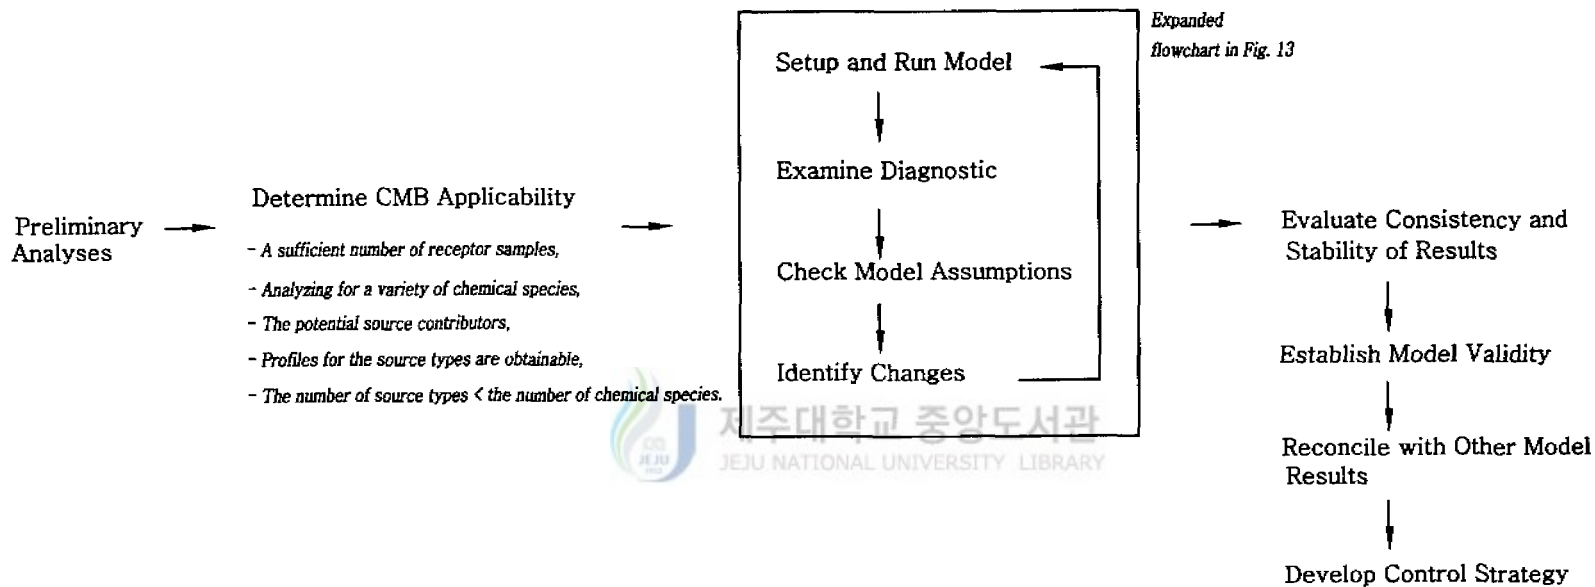 Preliminary
Analyses
Determine CMB Applicability
- A sufficient number of receptor samples,
- Analyzing for a variety of chemical species,
- The potential source contributors,
- Profiles for the source types are obtainable,
- The number of source types < the number of chemical species.
Expanded
flowchart in Fig. 13
Setup and Run Model
Examine Diagnostic
Check Model Assumptions
Identify Changes
Evaluate Consistency and
Stability of Results
Establish Model Validity
Reconcile with Other Model
Results
Develop Control Strategy
제주대학교 중앙도서관
JEJU NATIONAL UNIVERSITY LIBRARY
JEJU